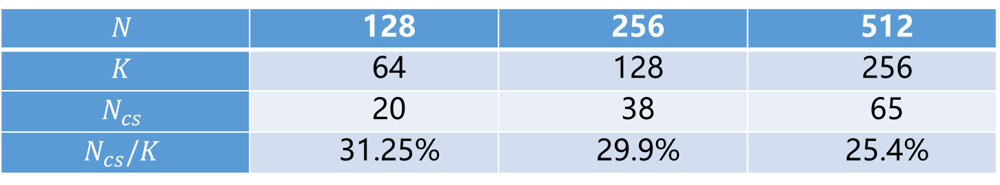 N 128 256 512
K 64 128 256
N_cs 20 38 65
N_cs/K 31.25% 29.9% 25.4%